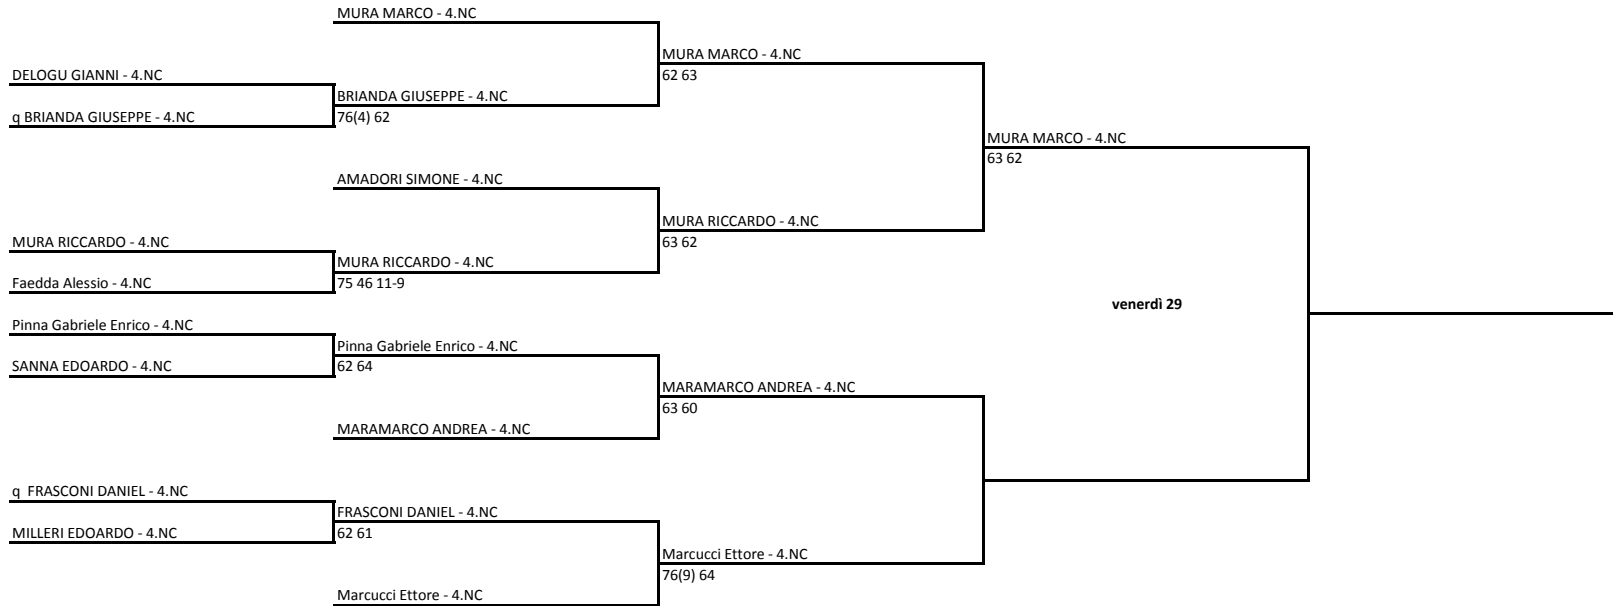 MURA MARCO - 4.NC
MURA MARCO - 4.NC
DELOGU GIANNI - 4.NC
62 63
BRIANDA GIUSEPPE - 4.NC
q BRIANDA GIUSEPPE - 4.NC
76(4) 62
MURA MARCO - 4.NC
63 62
AMADORI SIMONE - 4.NC
MURA RICCARDO - 4.NC
MURA RICCARDO - 4.NC
63 62
MURA RICCARDO - 4.NC
Faedda Alessio - 4.NC
75 46 11-9
venerdì 29
Pinna Gabriele Enrico - 4.NC
Pinna Gabriele Enrico - 4.NC
SANNA EDOARDO - 4.NC
62 64
MARAMARCO ANDREA - 4.NC
63 60
MARAMARCO ANDREA - 4.NC
q FRASCONI DANIEL - 4.NC
FRASCONI DANIEL - 4.NC
MILLERI EDOARDO - 4.NC
62 61
Marcucci Ettore - 4.NC
76(9) 64
Marcucci Ettore - 4.NC